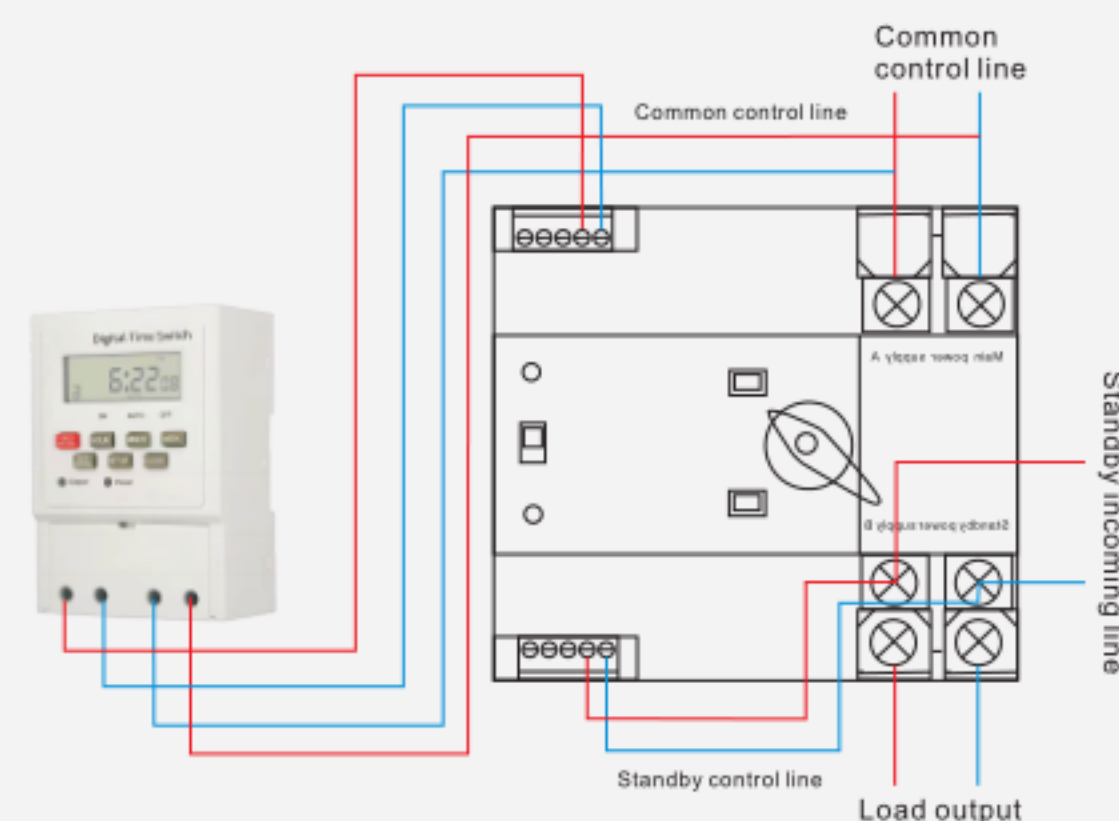 Common
control line
Common control line
Digital Time Switch
6:22 08
Main power supply A
Standby power supply B
Standby incoming line
Standby control line
Load output